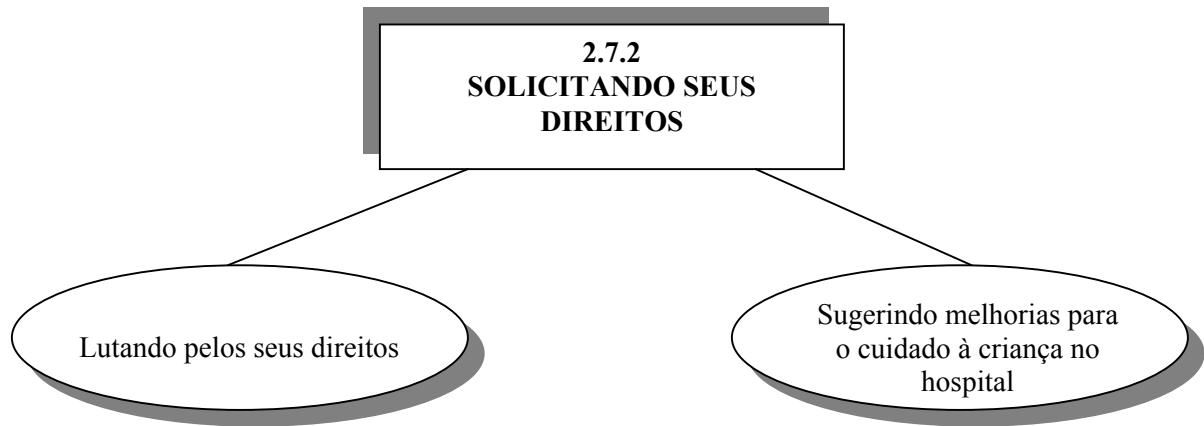 2.7.2
SOLICITANDO SEUS
DIREITOS
Lutando pelos seus direitos
Sugerindo melhorias para
o cuidado à criança no
hospital